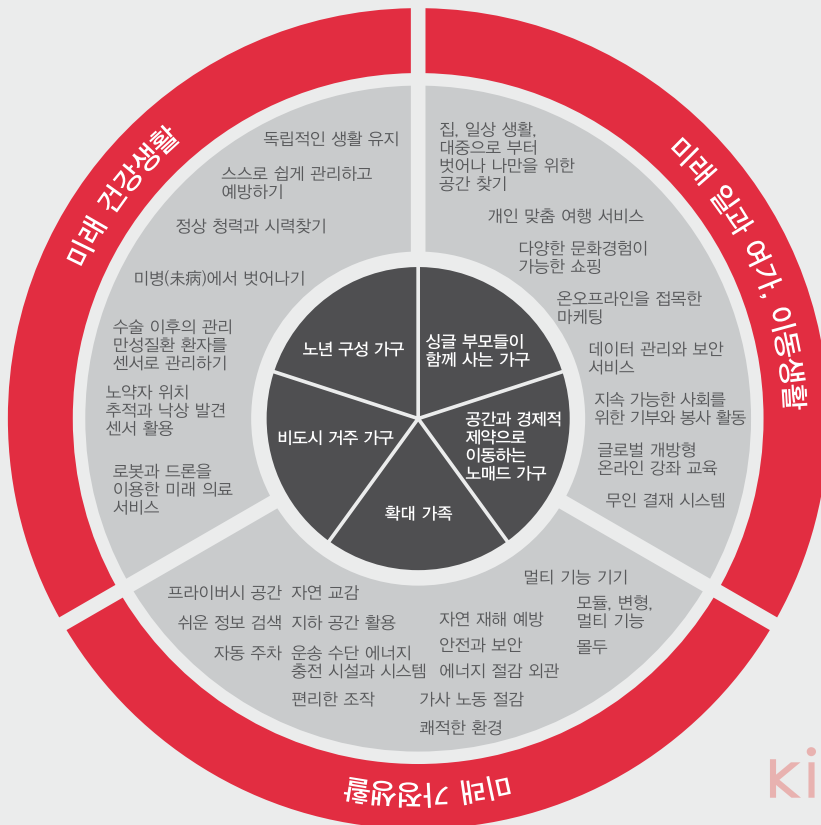 미래 건강생활
독립적인 생활 유지
스스로 쉽게 관리하고
예방하기
정상 청력과 시력찾기
미병(未病)에서 벗어나기
수술 이후의 관리
만성질환 환자를
센서로 관리하기
노약자 위치
추적과 낙상 발견
센서 활용
로봇과 드론을
이용한 미래 의료
서비스
미래 일과 여가, 이동생활
집, 일상 생활,
대중으로 부터
벗어나 나만을 위한
공간 찾기
개인 맞춤 여행 서비스
다양한 문화경험이
가능한 쇼핑
온오프라인을 접목한
마케팅
데이터 관리와 보안
서비스
지속 가능한 사회를
위한 기부와 봉사 활동
글로벌 개방형
온라인 강좌 교육
무인 결재 시스템
노년 구성 가구
싱글 부모들이
함께 사는 가구
비도시 거주 가구
공간과 경제적
제약으로
이동하는
노매드 가구
확대 가족
프라이버시 공간
쉬운 정보 검색
자동 주차
자연 교감
지하 공간 활용
운송 수단 에너지
충전 시설과 시스템
편리한 조작
자연 재해 예방
안전과 보안
에너지 절감 외관
가사 노동 절감
쾌적한 환경
멀티 기능 기기
모듈, 변형,
멀티 기능
몰두
미래 가정생활
ki